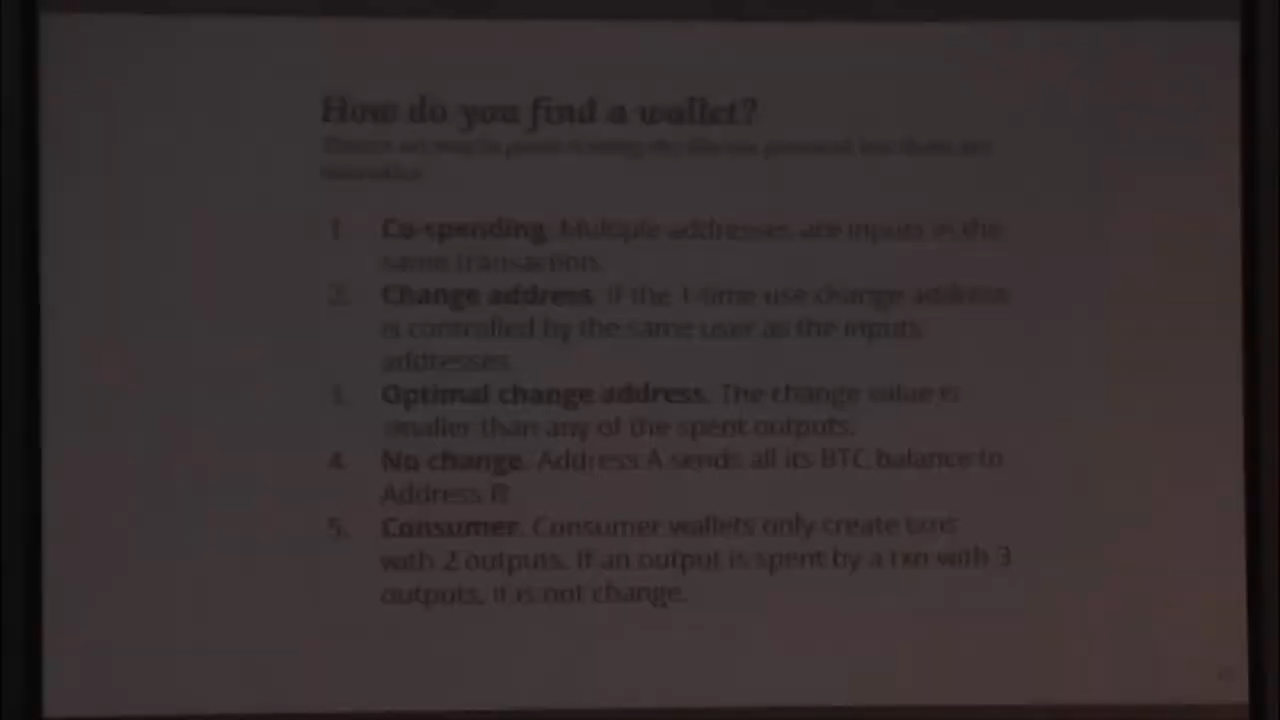 How do you find a wallet?
1. Co-spending. Multiple addresses are inputs in the
same transaction.
2. Change address. If the 1-time use change address
is controlled by the same user as the inputs
addresses.
3. Optimal change address. The change value is
smaller than any of the spent outputs.
4. No change. Address A sends all its BTC balance to
Address B
5. Consumer. Consumer wallets only create txns
with 2 outputs. If an output is spent by a txn with 3
outputs, it is not change.